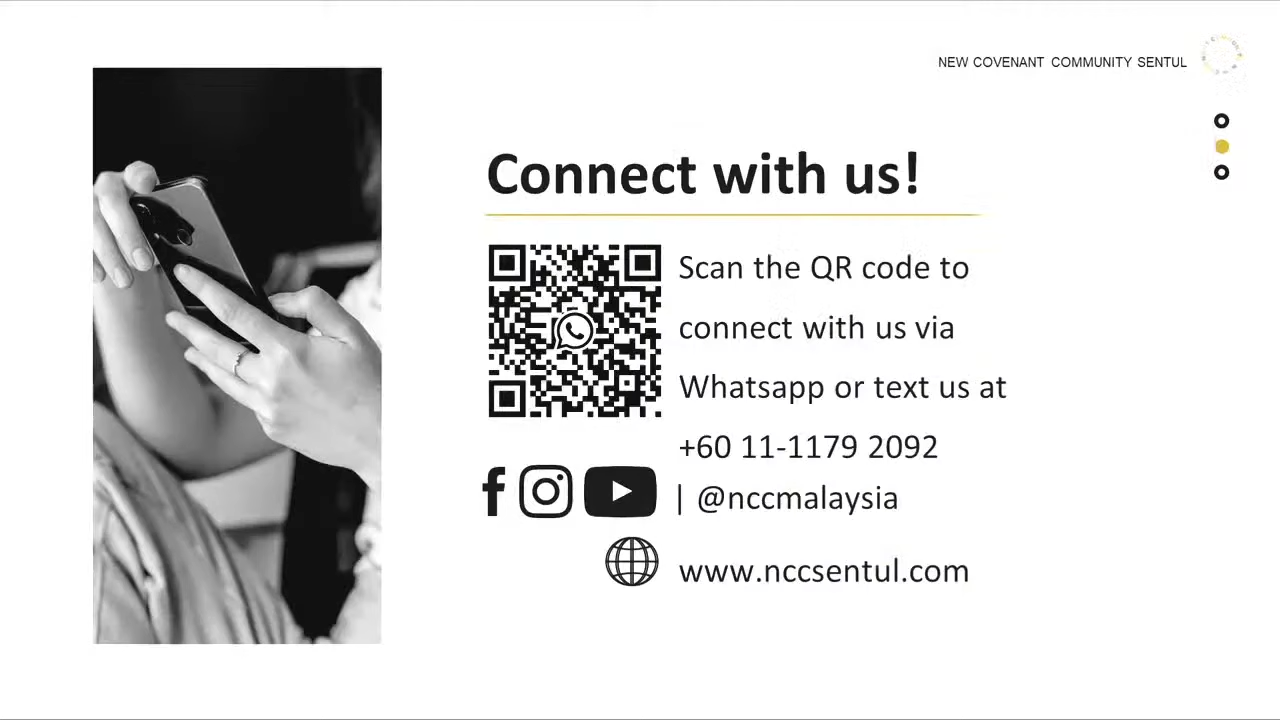 NEW COVENANT COMMUNITY SENTUL
Connect with us!
Scan the QR code to
connect with us via
Whatsapp or text us at
+60 11-1179 2092
| @nccmalaysia
www.nccsentul.com